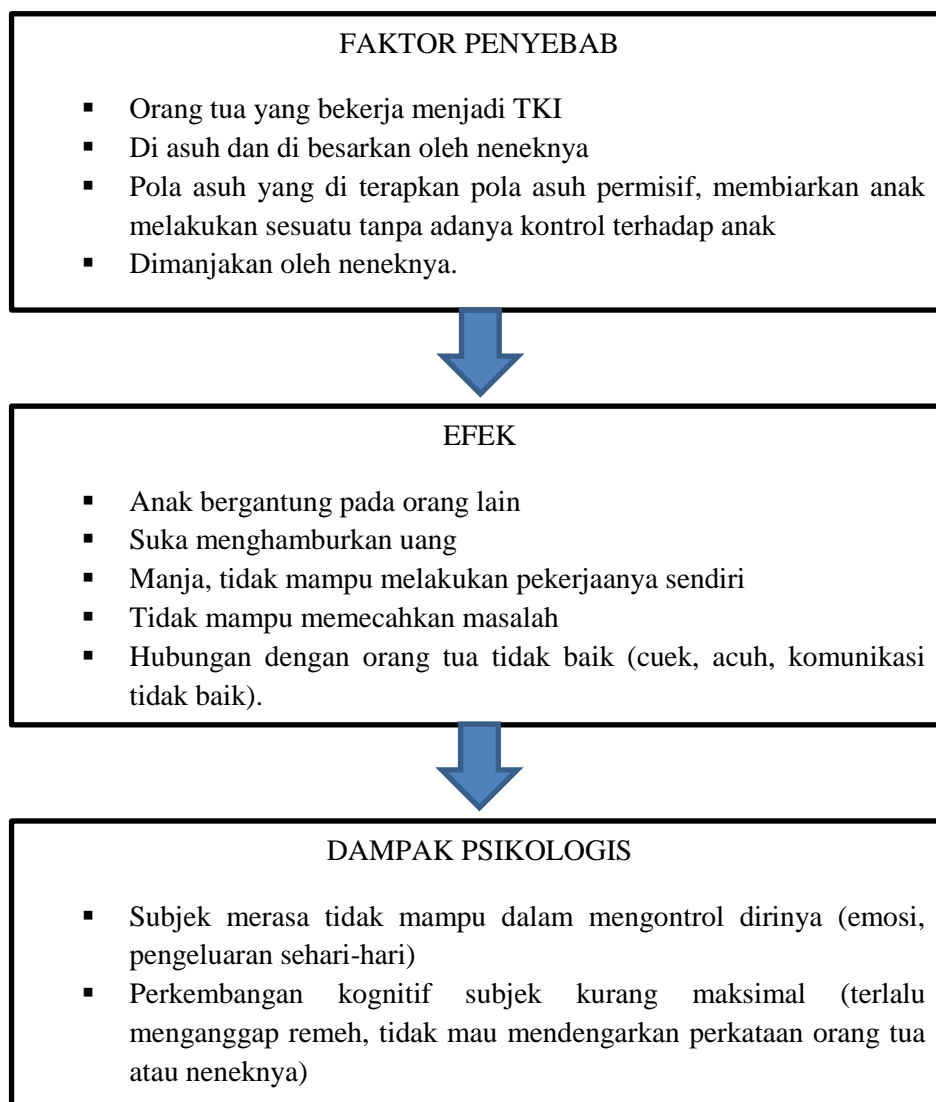 FAKTOR PENYEBAB
▪ Orang tua yang bekerja menjadi TKI
▪ Di asuh dan di besarkan oleh neneknya
▪ Pola asuh yang di terapkan pola asuh permisif, membiarkan anak
melakukan sesuatu tanpa adanya kontrol terhadap anak
▪ Dimanjakan oleh neneknya.
EFEK
▪ Anak bergantung pada orang lain
▪ Suka menghamburkan uang
▪ Manja, tidak mampu melakukan pekerjaanya sendiri
▪ Tidak mampu memecahkan masalah
▪ Hubungan dengan orang tua tidak baik (cuek, acuh, komunikasi
tidak baik).
DAMPAK PSIKOLOGIS
▪ Subjek merasa tidak mampu dalam mengontrol dirinya (emosi,
pengeluaran sehari-hari)
▪ Perkembangan kognitif subjek kurang maksimal (terlalu
menganggap remeh, tidak mau mendengarkan perkataan orang tua
atau neneknya)